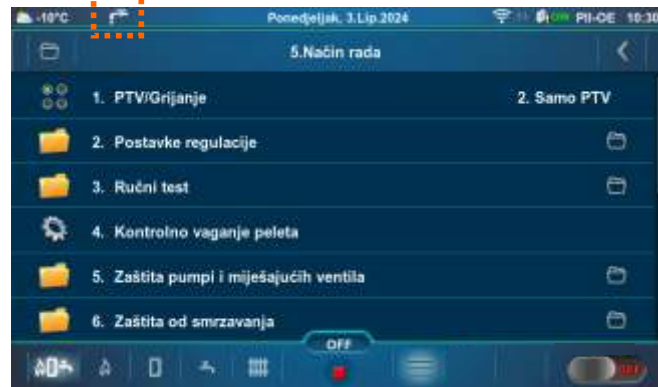 -10°C Ponedjeljak, 3.Lip.2024 PII-OE 10:30
5.Način rada
1. PTV/Grijanje 2. Samo PTV
2. Postavke regulacije
3. Ručni test
4. Kontrolno vaganje peleta
5. Zaštita pumpi i miješajućih ventila
6. Zaštita od smrzavanja
OFF
OFF